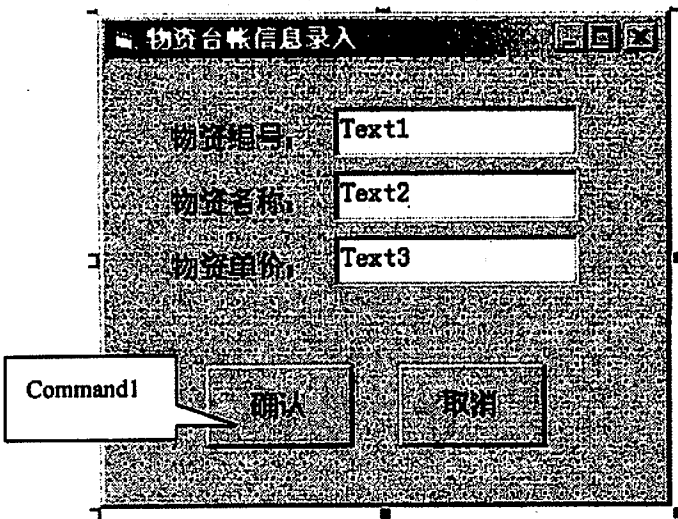 物资台帐信息录入
物资编号：
Text1
物资名称：
Text2
物资单价：
Text3
Command1
确认
取消